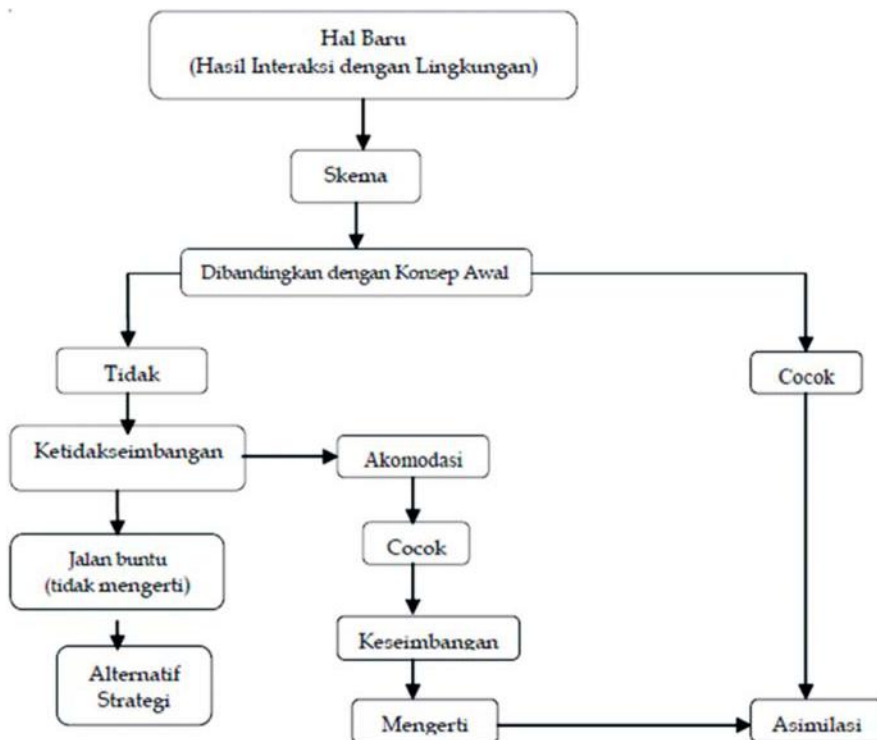 Hal Baru
(Hasil Interaksi dengan Lingkungan)
Skema
Dibandingkan dengan Konsep Awal
Tidak
Cocok
Ketidakseimbangan
Akomodasi
Jalan buntu
(tidak mengerti)
Cocok
Keseimbangan
Alternatif
Strategi
Mengerti
Asimilasi